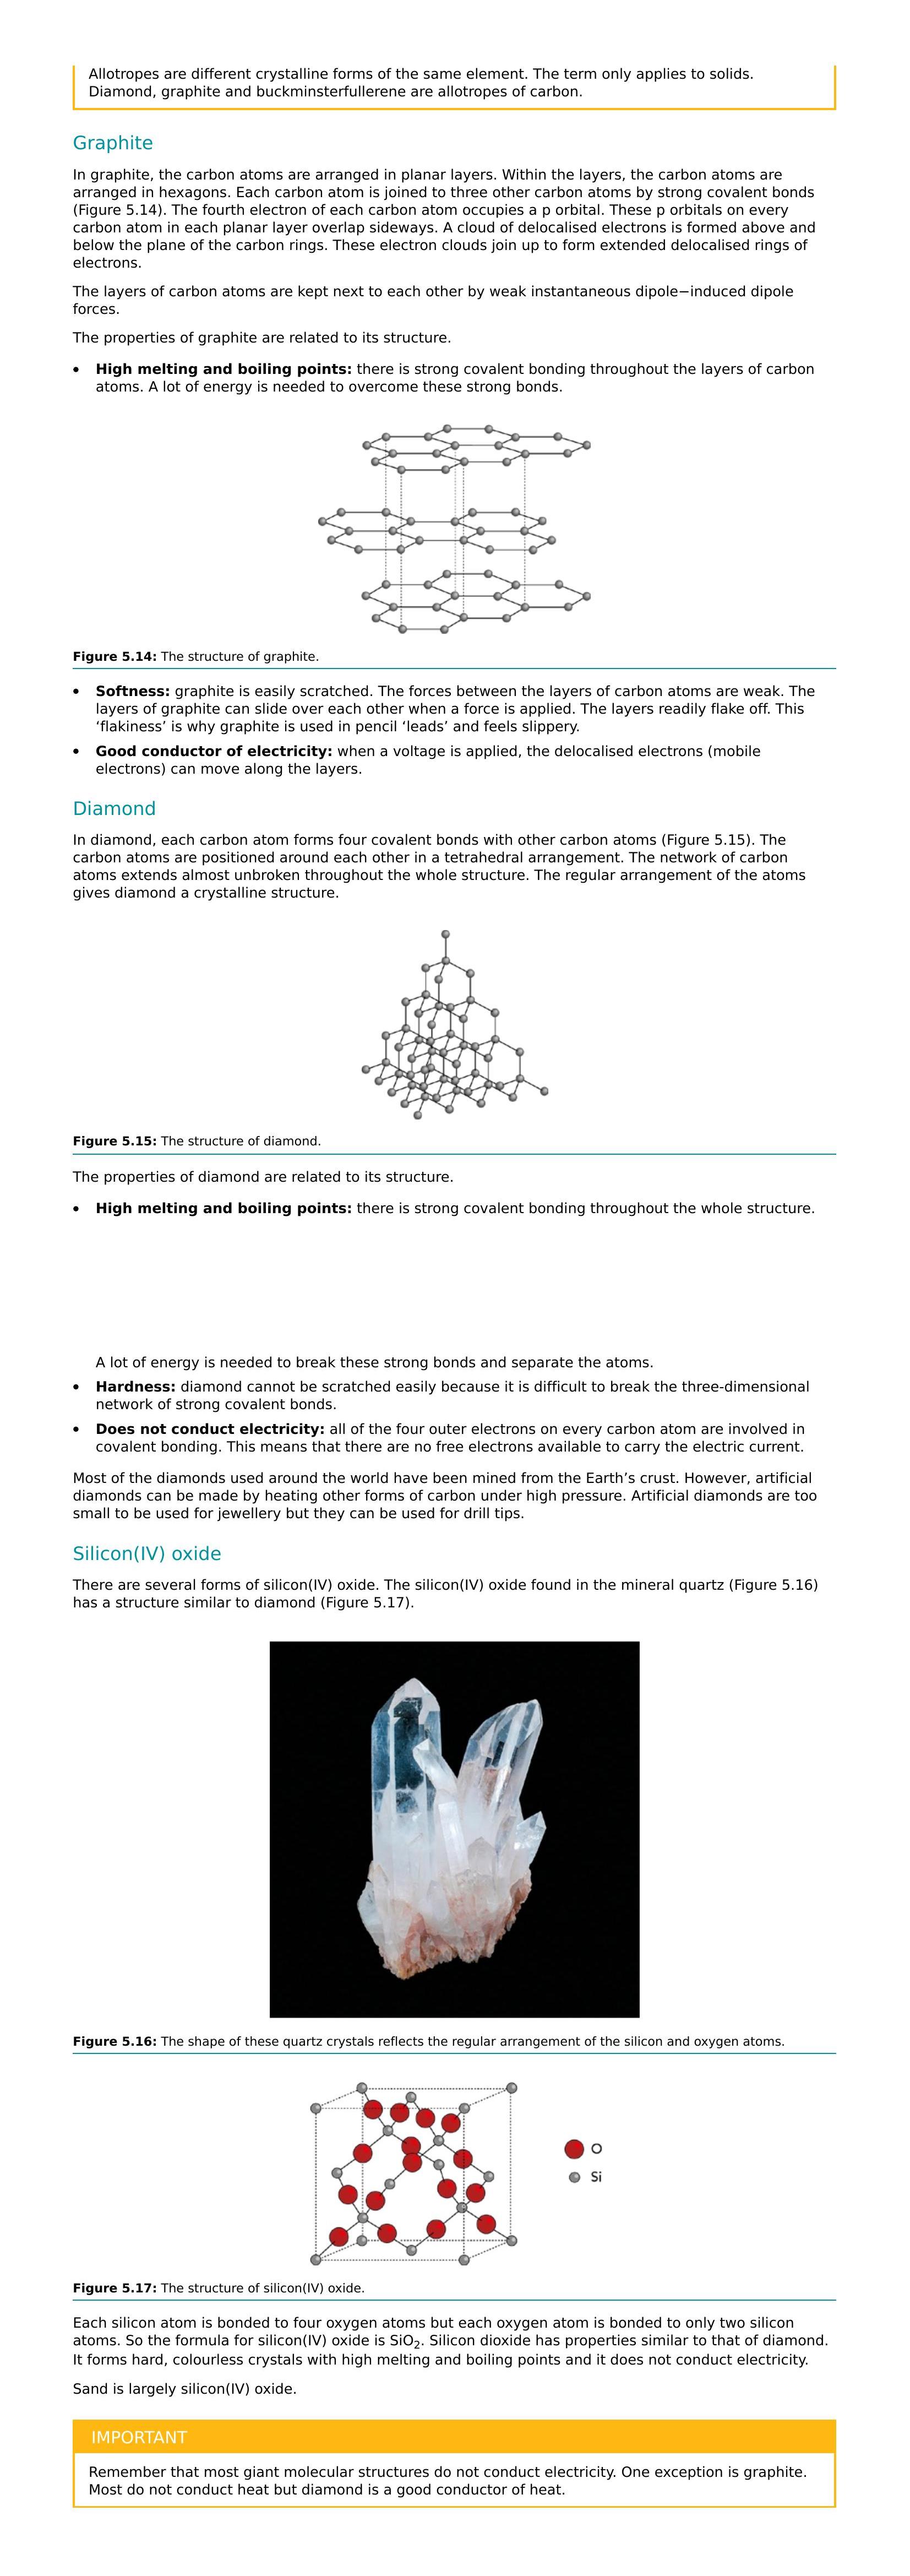 Allotropes are different crystalline forms of the same element. The term only applies to solids.
Diamond, graphite and buckminsterfullerene are allotropes of carbon.
Graphite
In graphite, the carbon atoms are arranged in planar layers. Within the layers, the carbon atoms are
arranged in hexagons. Each carbon atom is joined to three other carbon atoms by strong covalent bonds
(Figure 5.14). The fourth electron of each carbon atom occupies a p orbital. These p orbitals on every
carbon atom in each planar layer overlap sideways. A cloud of delocalised electrons is formed above and
below the plane of the carbon rings. These electron clouds join up to form extended delocalised rings of
electrons.
The layers of carbon atoms are kept next to each other by weak instantaneous dipole−induced dipole
forces.
The properties of graphite are related to its structure.
• High melting and boiling points: there is strong covalent bonding throughout the layers of carbon
atoms. A lot of energy is needed to overcome these strong bonds.
Figure 5.14: The structure of graphite.
• Softness: graphite is easily scratched. The forces between the layers of carbon atoms are weak. The
layers of graphite can slide over each other when a force is applied. The layers readily flake off. This
‘flakiness’ is why graphite is used in pencil ‘leads’ and feels slippery.
• Good conductor of electricity: when a voltage is applied, the delocalised electrons (mobile
electrons) can move along the layers.
Diamond
In diamond, each carbon atom forms four covalent bonds with other carbon atoms (Figure 5.15). The
carbon atoms are positioned around each other in a tetrahedral arrangement. The network of carbon
atoms extends almost unbroken throughout the whole structure. The regular arrangement of the atoms
gives diamond a crystalline structure.
Figure 5.15: The structure of diamond.
The properties of diamond are related to its structure.
• High melting and boiling points: there is strong covalent bonding throughout the whole structure.
A lot of energy is needed to break these strong bonds and separate the atoms.
• Hardness: diamond cannot be scratched easily because it is difficult to break the three-dimensional
network of strong covalent bonds.
• Does not conduct electricity: all of the four outer electrons on every carbon atom are involved in
covalent bonding. This means that there are no free electrons available to carry the electric current.
Most of the diamonds used around the world have been mined from the Earth’s crust. However, artificial
diamonds can be made by heating other forms of carbon under high pressure. Artificial diamonds are too
small to be used for jewellery but they can be used for drill tips.
Silicon(IV) oxide
There are several forms of silicon(IV) oxide. The silicon(IV) oxide found in the mineral quartz (Figure 5.16)
has a structure similar to diamond (Figure 5.17).
Figure 5.16: The shape of these quartz crystals reflects the regular arrangement of the silicon and oxygen atoms.
O
Si
Figure 5.17: The structure of silicon(IV) oxide.
Each silicon atom is bonded to four oxygen atoms but each oxygen atom is bonded to only two silicon
atoms. So the formula for silicon(IV) oxide is SiO₂. Silicon dioxide has properties similar to that of diamond.
It forms hard, colourless crystals with high melting and boiling points and it does not conduct electricity.
Sand is largely silicon(IV) oxide.
IMPORTANT
Remember that most giant molecular structures do not conduct electricity. One exception is graphite.
Most do not conduct heat but diamond is a good conductor of heat.